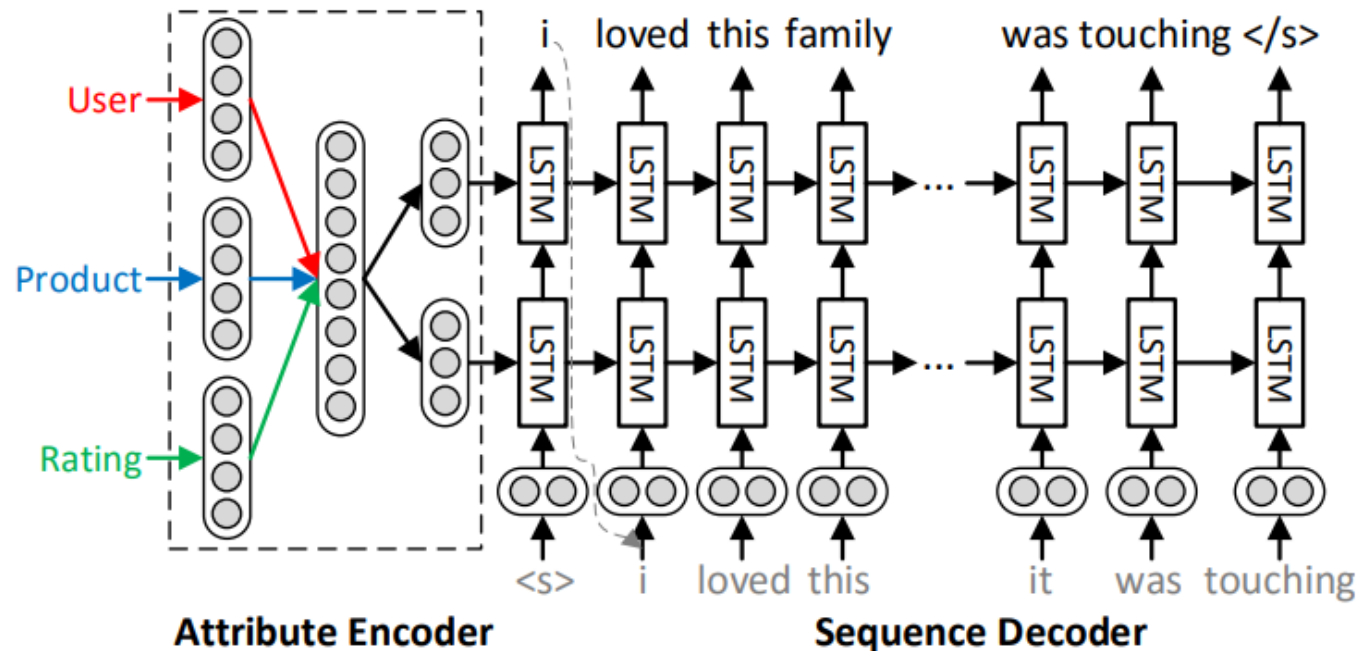 i loved this family was touching </s>
User
LSTM LSTM LSTM LSTM ... LSTM LSTM LSTM
Product
LSTM LSTM LSTM LSTM ... LSTM LSTM LSTM
Rating
<s> i loved this it was touching
Attribute Encoder Sequence Decoder